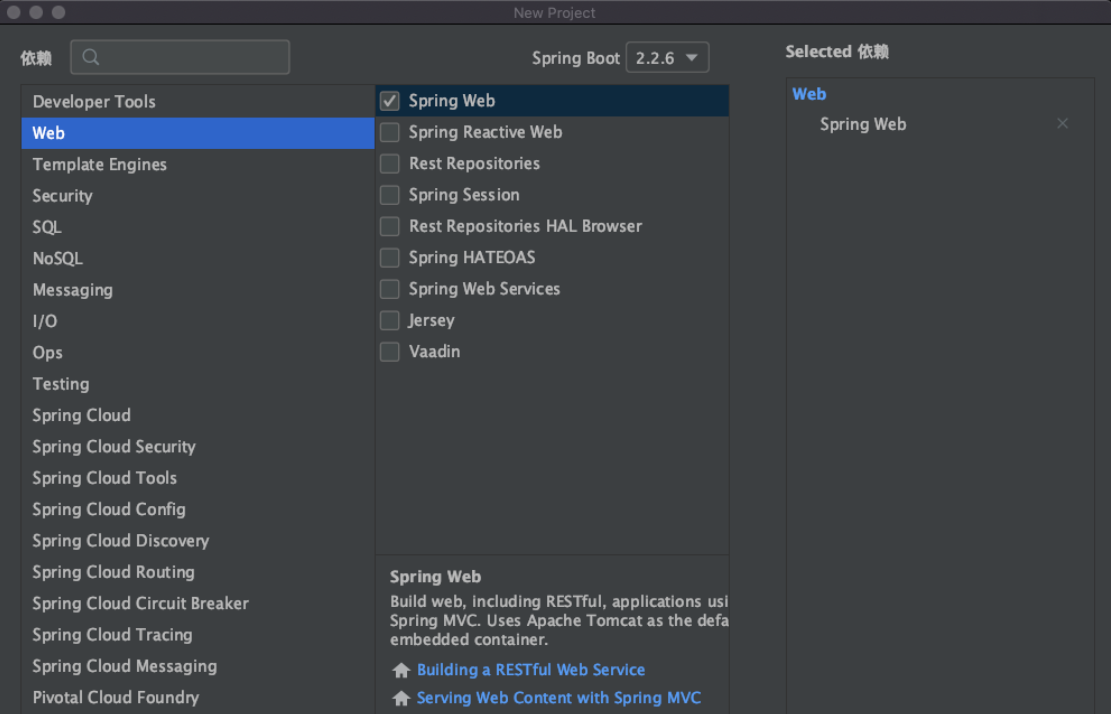 New Project
依赖
Spring Boot 2.2.6
Selected 依赖
Developer Tools
Web
Template Engines
Security
SQL
NoSQL
Messaging
I/O
Ops
Testing
Spring Cloud
Spring Cloud Security
Spring Cloud Tools
Spring Cloud Config
Spring Cloud Discovery
Spring Cloud Routing
Spring Cloud Circuit Breaker
Spring Cloud Tracing
Spring Cloud Messaging
Pivotal Cloud Foundry
Spring Web
Spring Reactive Web
Rest Repositories
Spring Session
Rest Repositories HAL Browser
Spring HATEOAS
Spring Web Services
Jersey
Vaadin
Spring Web
Build web, including RESTful, applications usi
Spring MVC. Uses Apache Tomcat as the defa
embedded container.
Building a RESTful Web Service
Serving Web Content with Spring MVC
Web
Spring Web